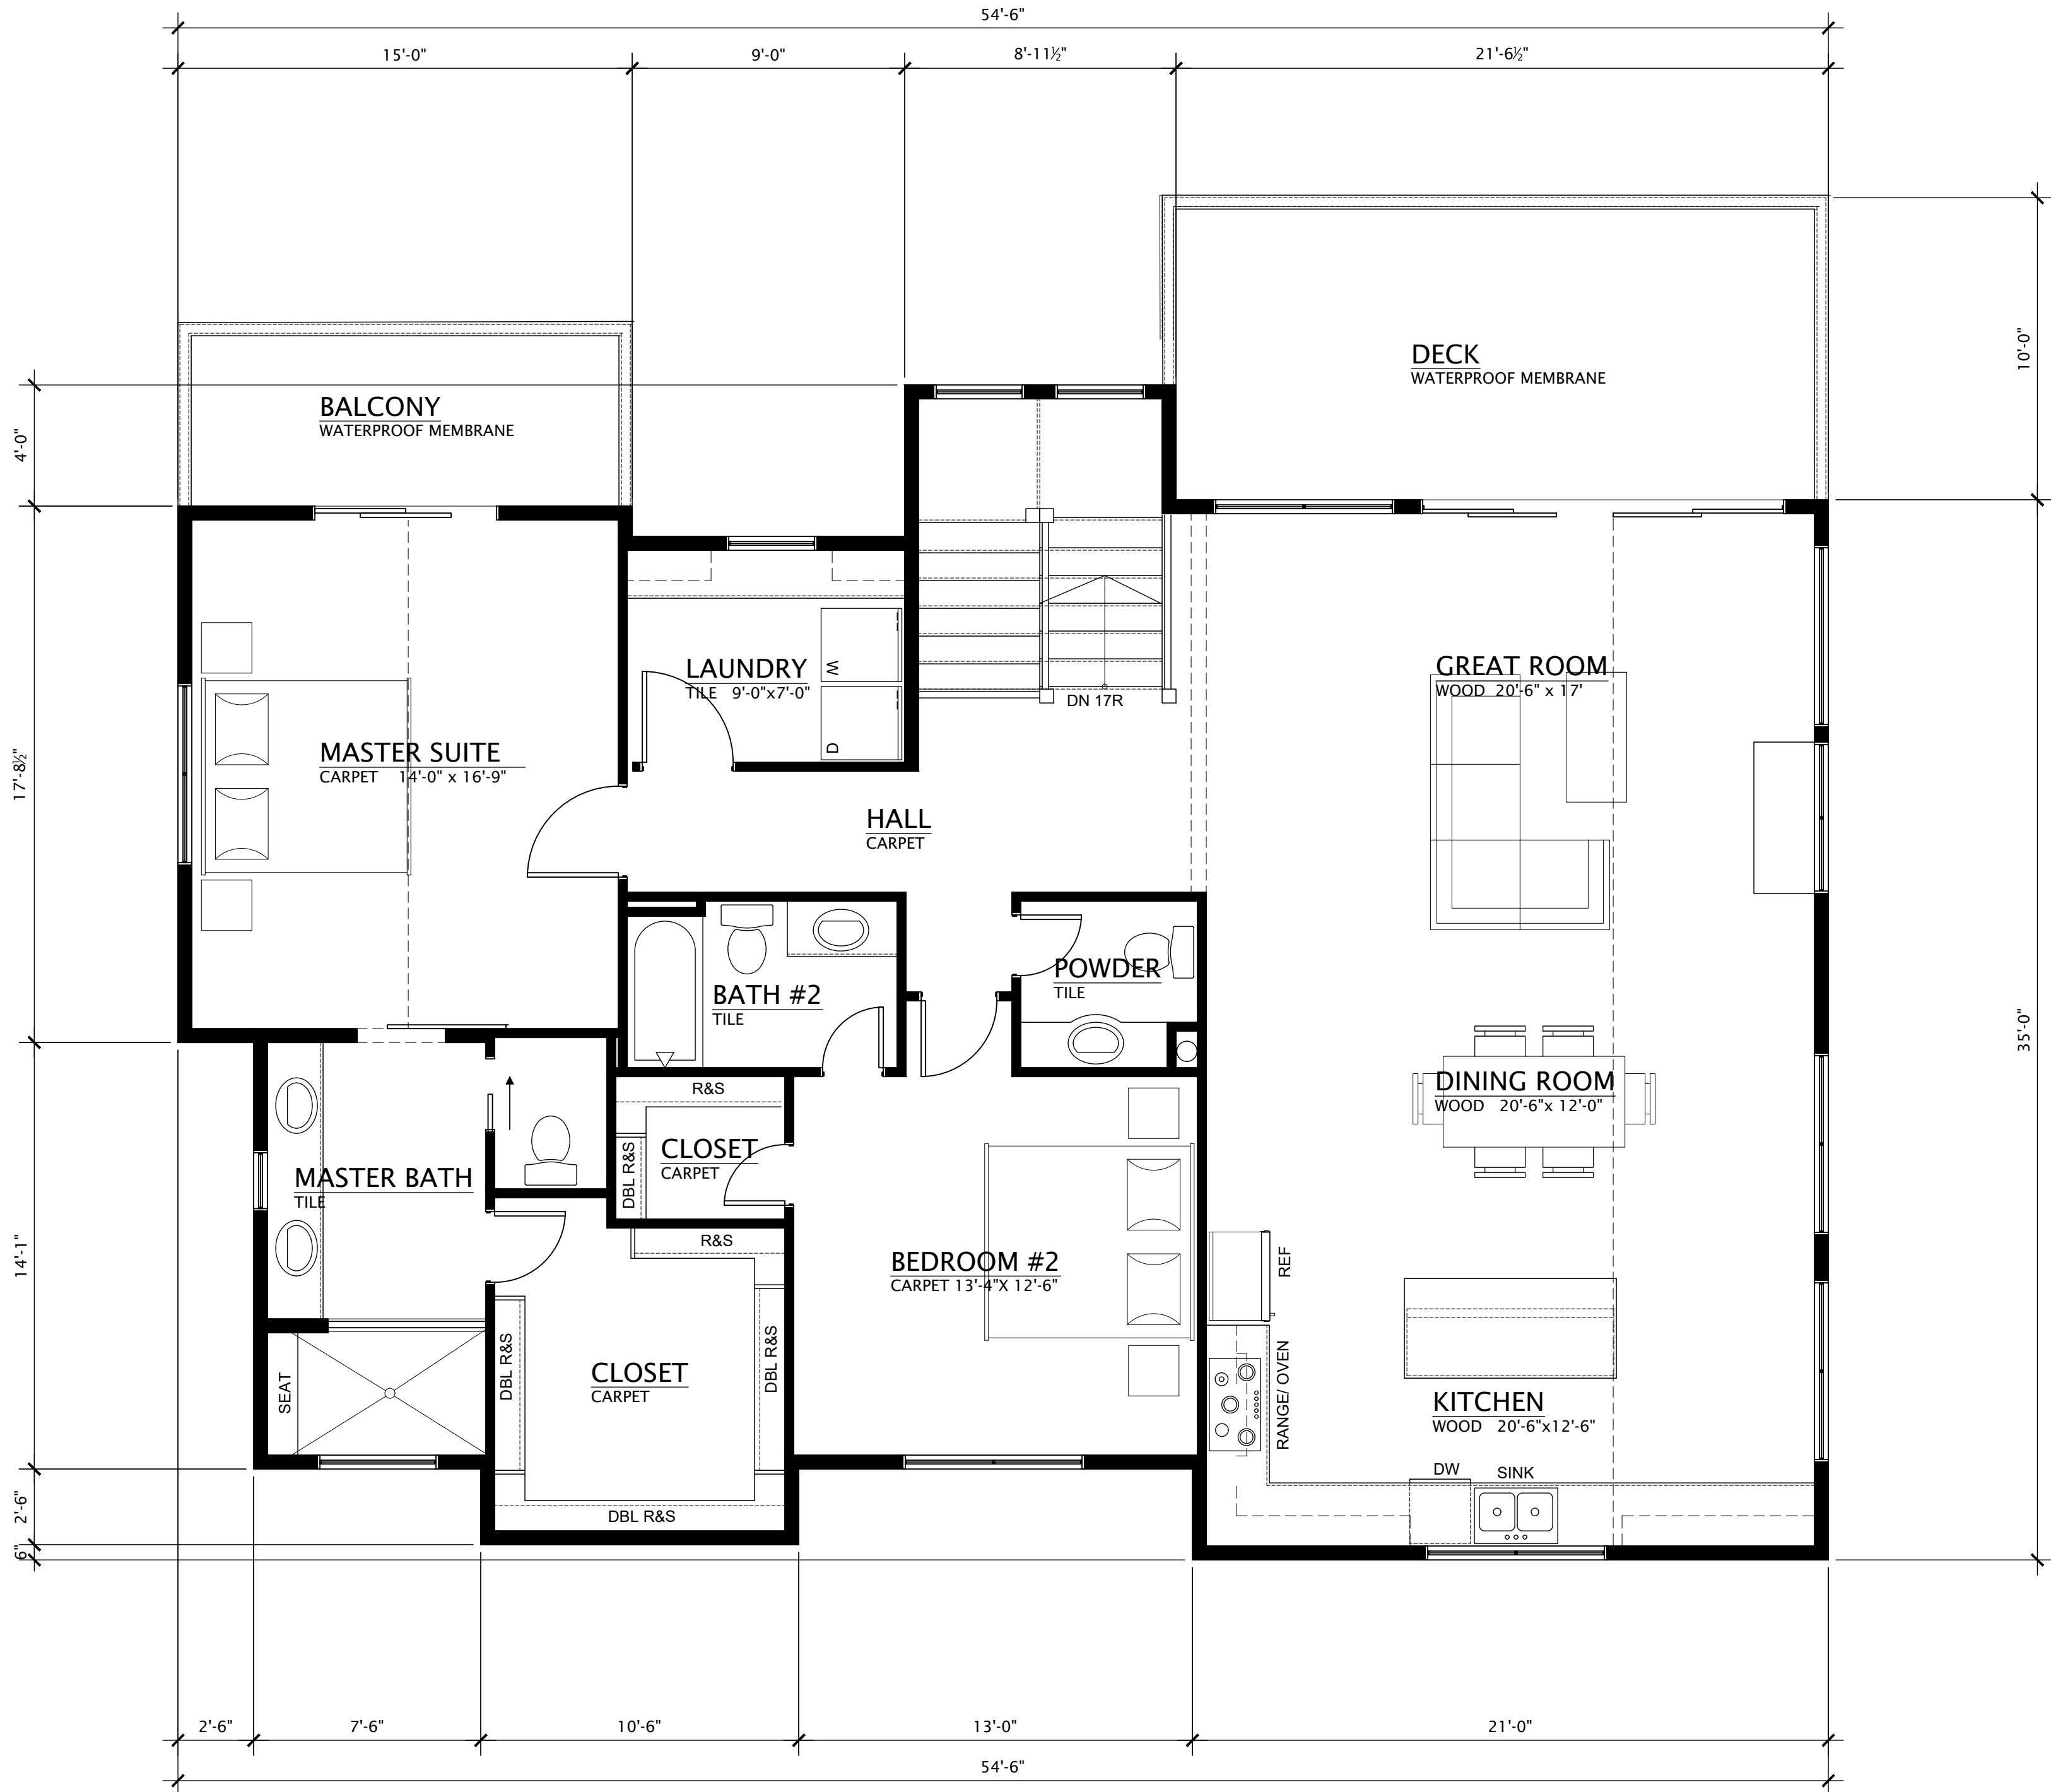 54'-6"
15'-0"
9'-0"
8'-11½"
21'-6½"
10'-0"
DECK
WATERPROOF MEMBRANE
BALCONY
WATERPROOF MEMBRANE
4'-0"
LAUNDRY
TILE 9'-0"x7'-0"
W
D
DN 17R
GREAT ROOM
WOOD 20'-6" x 17'
MASTER SUITE
CARPET 14'-0" x 16'-9"
17'-8½"
HALL
CARPET
POWDER
TILE
BATH #2
TILE
35'-0"
DINING ROOM
WOOD 20'-6"x 12'-0"
R&S
CLOSET
CARPET
DBL R&S
MASTER BATH
TILE
R&S
14'-1"
BEDROOM #2
CARPET 13'-4"X 12'-6"
REF
RANGE/ OVEN
CLOSET
CARPET
DBL R&S
DBL R&S
SEAT
KITCHEN
WOOD 20'-6"x12'-6"
DW
SINK
DBL R&S
2'-6"
6"
2'-6"
7'-6"
10'-6"
13'-0"
21'-0"
54'-6"